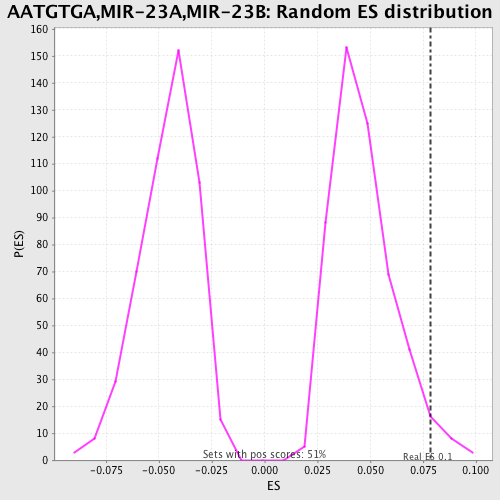 AATGTGA,MIR-23A,MIR-23B: Random ES distribution
160
150
140
130
120
110
100
90
80
70
60
50
40
30
20
10
0
P(ES)
Sets with pos scores: 51%
Real ES 0.1
-0.075 -0.050 -0.025 0.000 0.025 0.050 0.075 0.100
ES